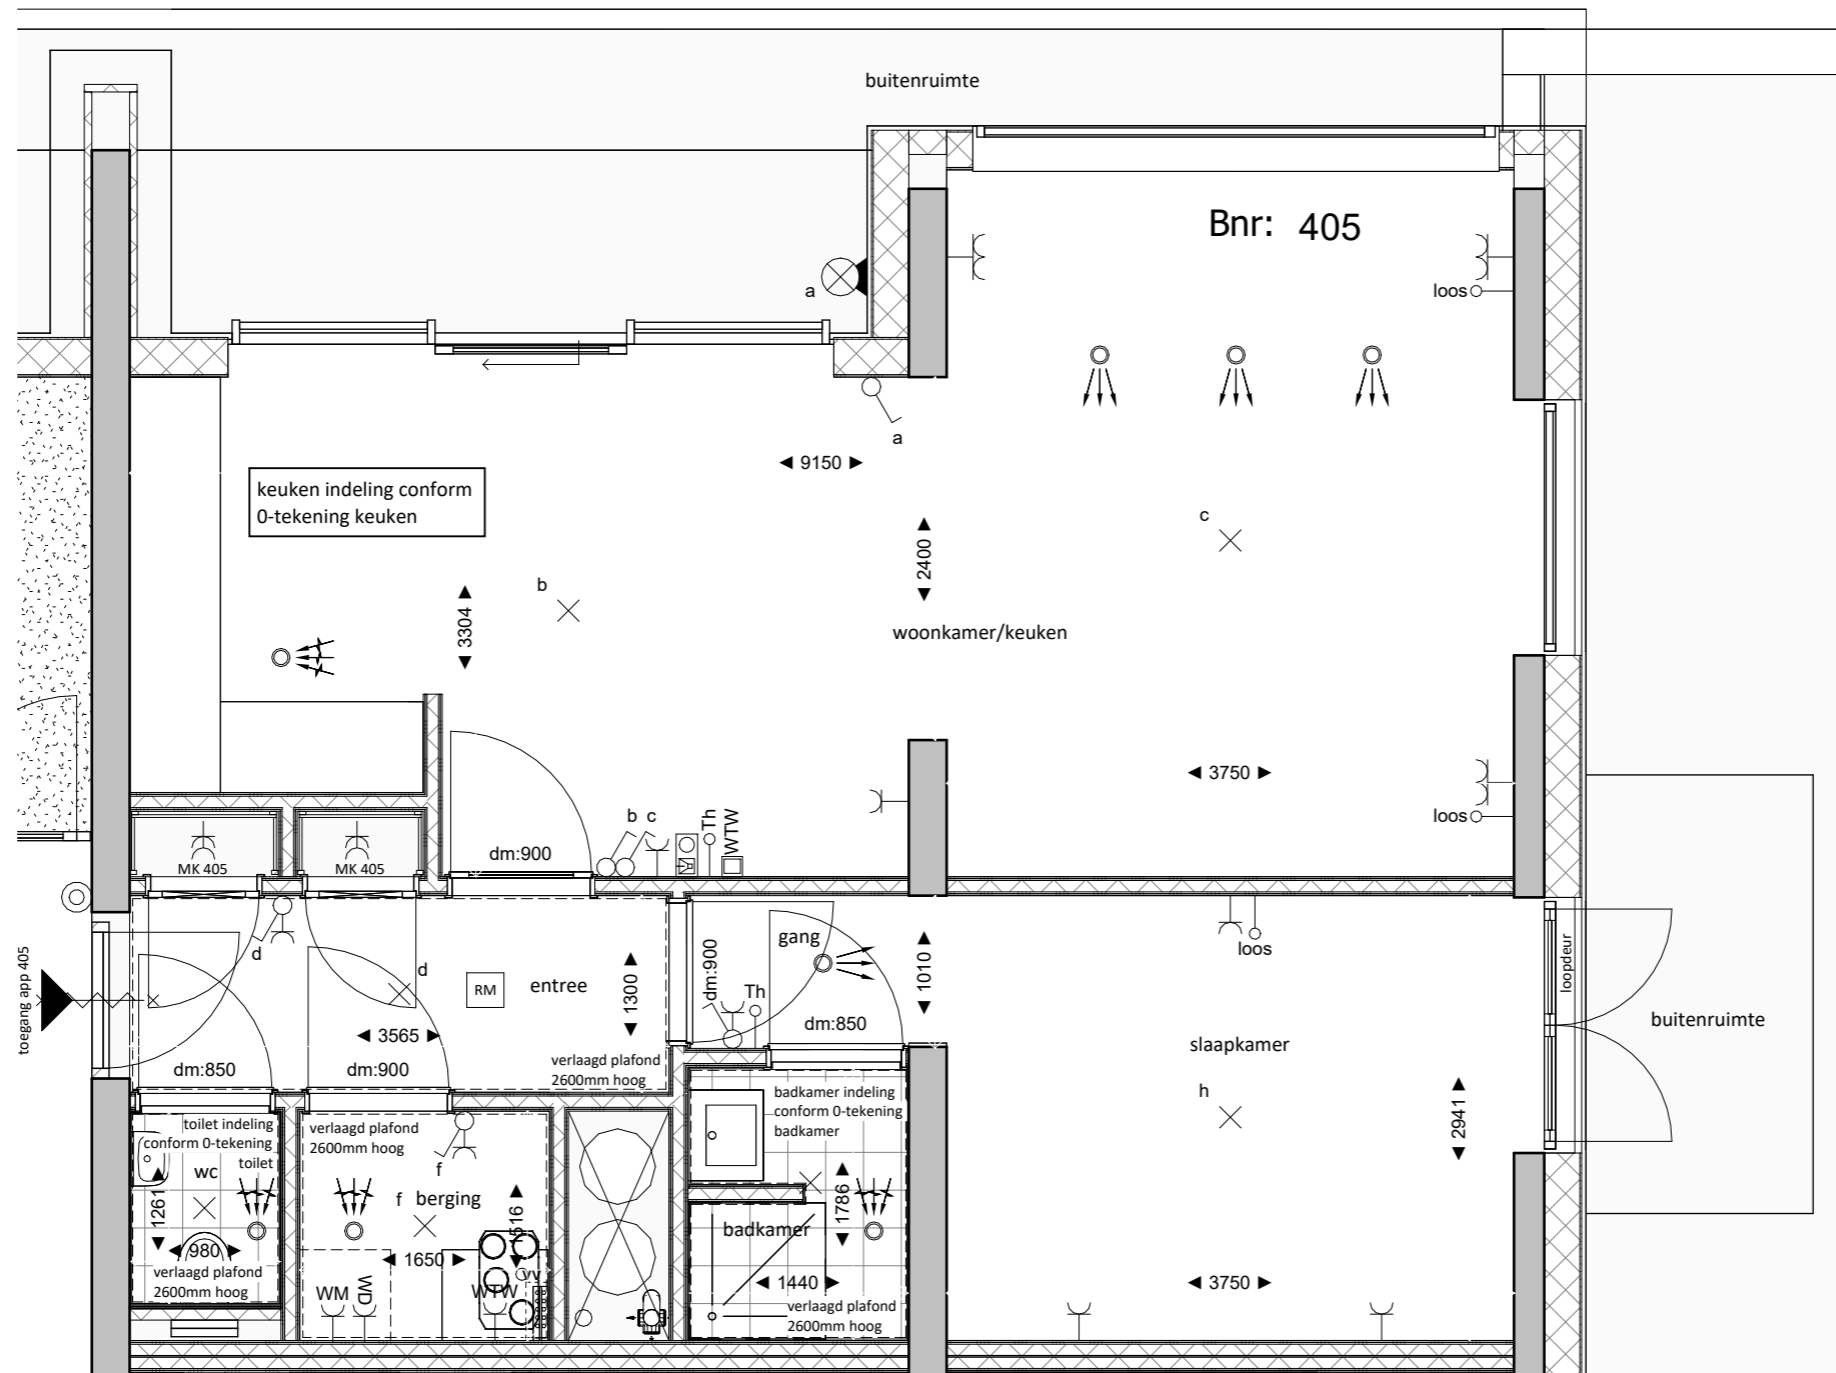 buitenruimte
Bnr: 405
a
loos
a
9150
keuken indeling conform
0-tekening keuken
c
2400
b
3304
woonkamer/keuken
3750
loos
b c
Th
WTW
dm:900
MK 405
MK 405
d
d
RM
entree
1300
3565
verlaagd plafond
2600mm hoog
toegang app 405
dm:850
dm:900
gang
dm:900
Th
dm:850
1010
loos
loopdeur
buitenruimte
slaapkamer
h
2941
3750
toilet indeling
conform 0-tekening
toilet
wc
1261
980
verlaagd plafond
2600mm hoog
verlaagd plafond
2600mm hoog
f
f berging
1650
WM
WD
WTW
badkamer indeling
conform 0-tekening
badkamer
1786
badkamer
1440
verlaagd plafond
2600mm hoog